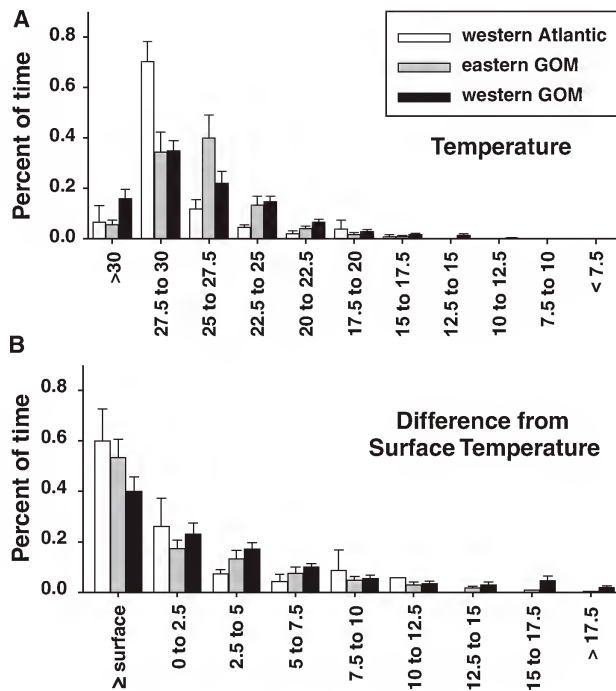 A
western Atlantic
eastern GOM
western GOM
Temperature
Percent of time
0.8
0.6
0.4
0.2
0.0
>30
27.5 to 30
25 to 27.5
22.5 to 25
20 to 22.5
17.5 to 20
15 to 17.5
12.5 to 15
10 to 12.5
7.5 to 10
< 7.5
B
Difference from
Surface Temperature
Percent of time
0.8
0.6
0.4
0.2
0.0
≥ surface
0 to 2.5
2.5 to 5
5 to 7.5
7.5 to 10
10 to 12.5
12.5 to 15
15 to 17.5
> 17.5